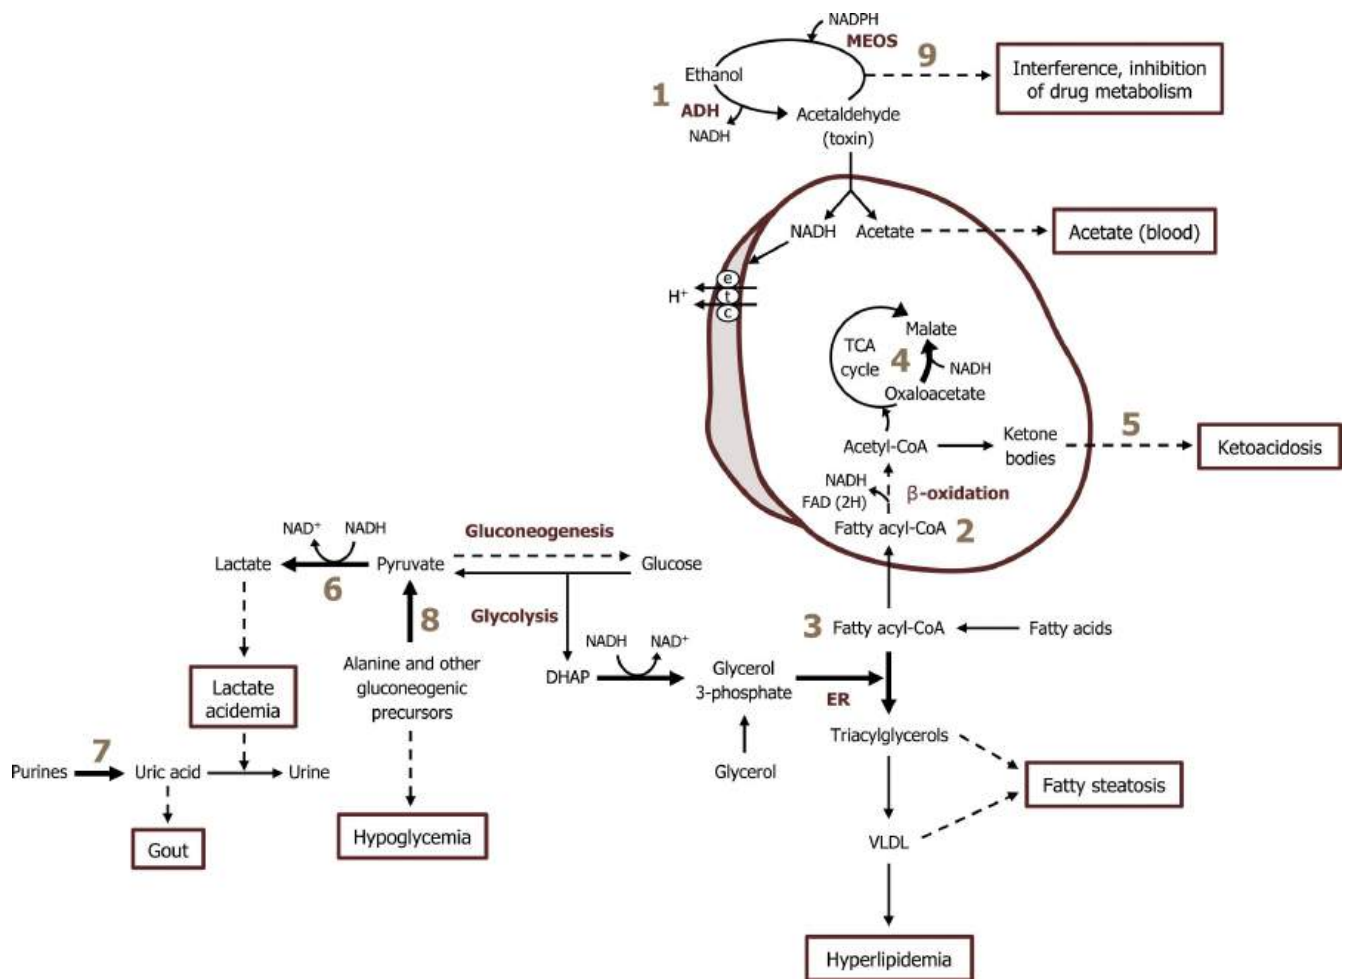 NADPH
MEOS
9
Ethanol
1
ADH
NADH
Acetaldehyde
(toxin)
Interference, inhibition
of drug metabolism
NADH
Acetate
Acetate (blood)
H+
e
t
c
Malate
TCA
cycle
4
NADH
Oxaloacetate
Acetyl-CoA
Ketone
bodies
5
Ketoacidosis
NADH
FAD (2H)
β-oxidation
Fatty acyl-CoA
2
NAD+
NADH
Gluconeogenesis
Lactate
Pyruvate
Glucose
6
8
Glycolysis
3
Fatty acyl-CoA
Fatty acids
NADH
NAD+
Alanine and other
gluconeogenic
precursors
DHAP
Glycerol
3-phosphate
ER
Lactate
acidemia
Triacylglycerols
7
Purines
Uric acid
Urine
Glycerol
Fatty steatosis
Gout
Hypoglycemia
VLDL
Hyperlipidemia